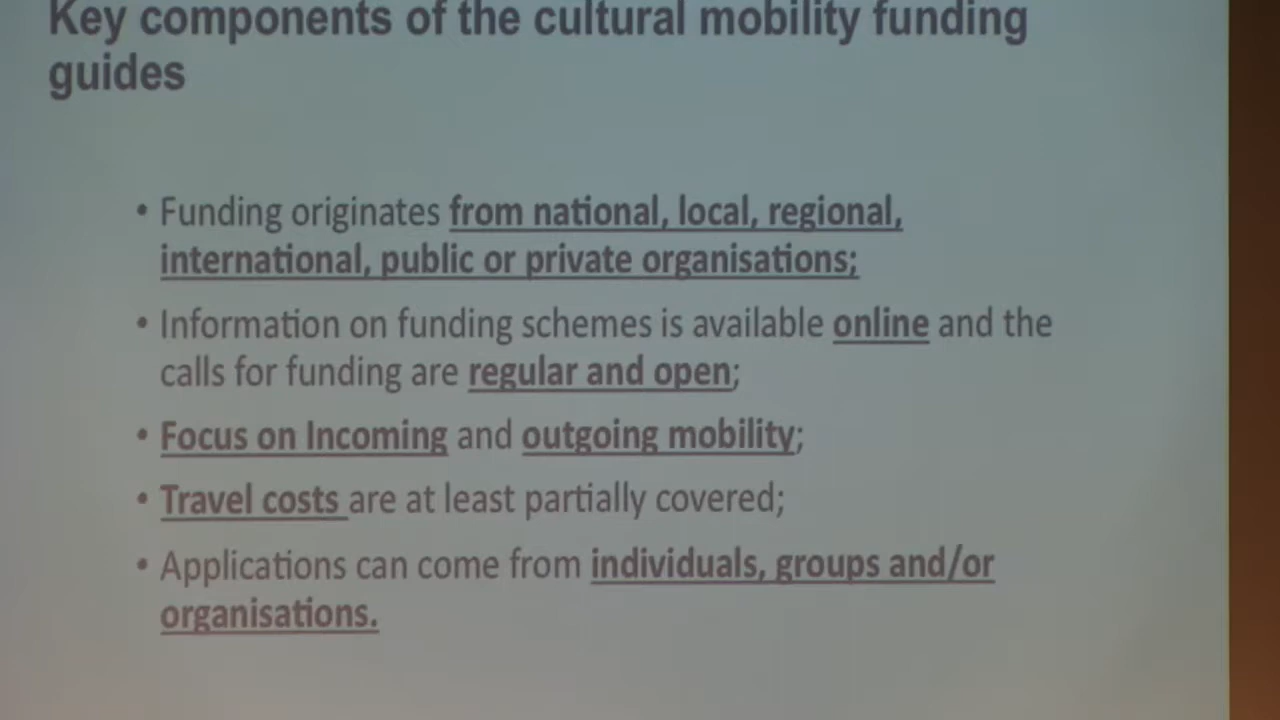 Key components of the cultural mobility funding
guides
• Funding originates from national, local, regional,
international, public or private organisations;
• Information on funding schemes is available online and the
calls for funding are regular and open;
• Focus on Incoming and outgoing mobility;
• Travel costs are at least partially covered;
• Applications can come from individuals, groups and/or
organisations.